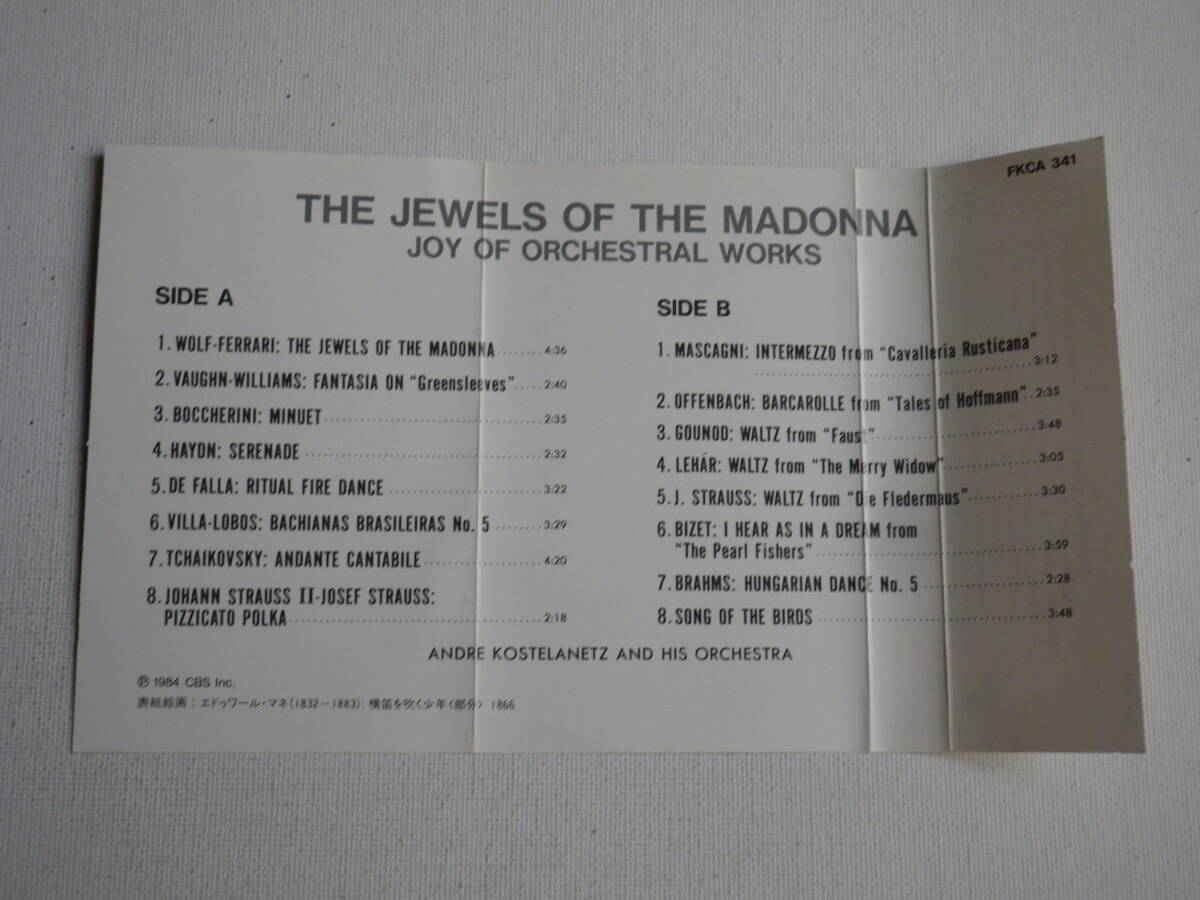 FKCA 341
THE JEWELS OF THE MADONNA
JOY OF ORCHESTRAL WORKS
SIDE A
1. WOLF-FERRARI: THE JEWELS OF THE MADONNA ........ 4:36
2. VAUGHN-WILLIAMS: FANTASIA ON "Greensleeves" ..... 2:40
3. BOCCHERINI: MINUET ........ 2:35
4. HAYDN: SERENADE ........ 2:32
5. DE FALLA: RITUAL FIRE DANCE ........ 3:22
6. VILLA-LOBOS: BACHIANAS BRASILEIRAS No. 5 ........ 3:29
7. TCHAIKOVSKY: ANDANTE CANTABILE ........ 4:20
8. JOHANN STRAUSS II-JOSEF STRAUSS:
PIZZICATO POLKA ........ 2:18
SIDE B
1. MASCAGNI: INTERMEZZO from "Cavalleria Rusticana"
........ 3:12
2. OFFENBACH: BARCAROLLE from "Tales of Hoffmann" .. 2:35
3. GOUNOD: WALTZ from "Faust" ........ 3:48
4. LEHÁR: WALTZ from "The Merry Widow" ........ 3:05
5. J. STRAUSS: WALTZ from "Die Fledermaus" ........ 3:30
6. BIZET: I HEAR AS IN A DREAM from
"The Pearl Fishers" ........ 3:59
7. BRAHMS: HUNGARIAN DANCE No. 5 ........ 2:28
8. SONG OF THE BIRDS ........ 3:48
ANDRE KOSTELANETZ AND HIS ORCHESTRA
℗ 1984 CBS Inc.
表紙絵画：エドゥワール・マネ(1832－1883)：横笛を吹く少年〈部分〉 1866